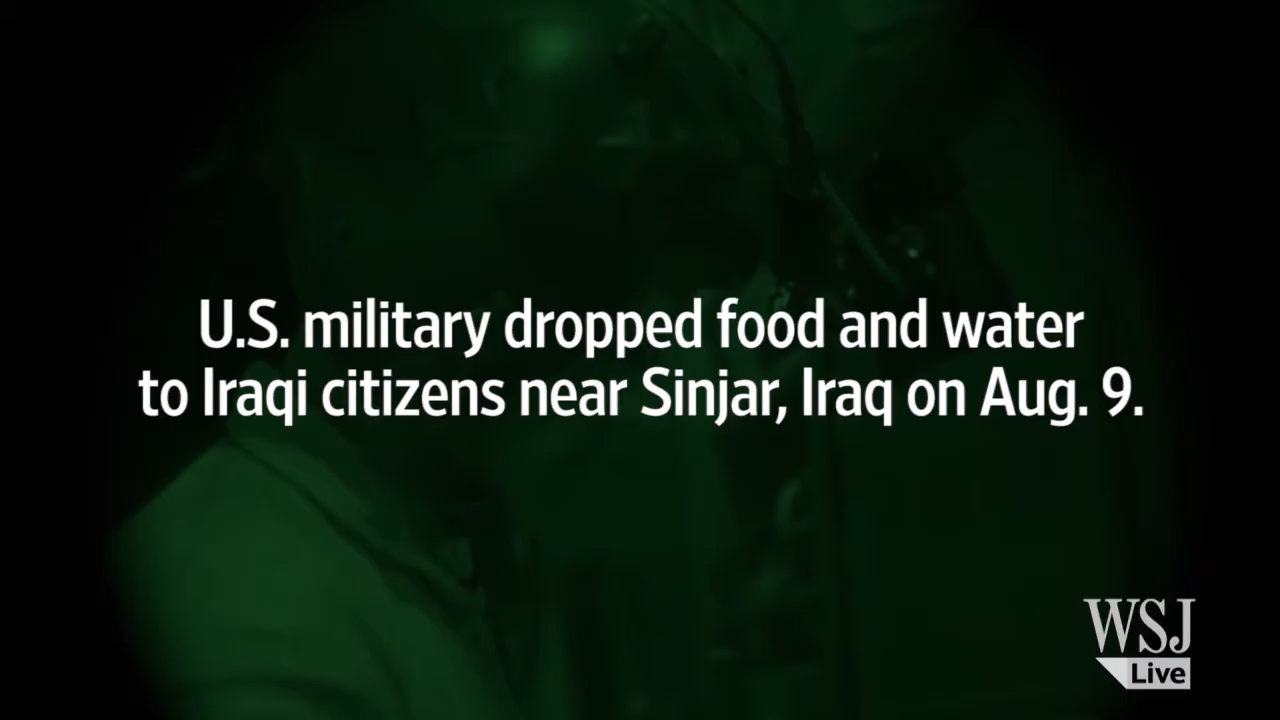 U.S. military dropped food and water
to Iraqi citizens near Sinjar, Iraq on Aug. 9.
WSJ
Live